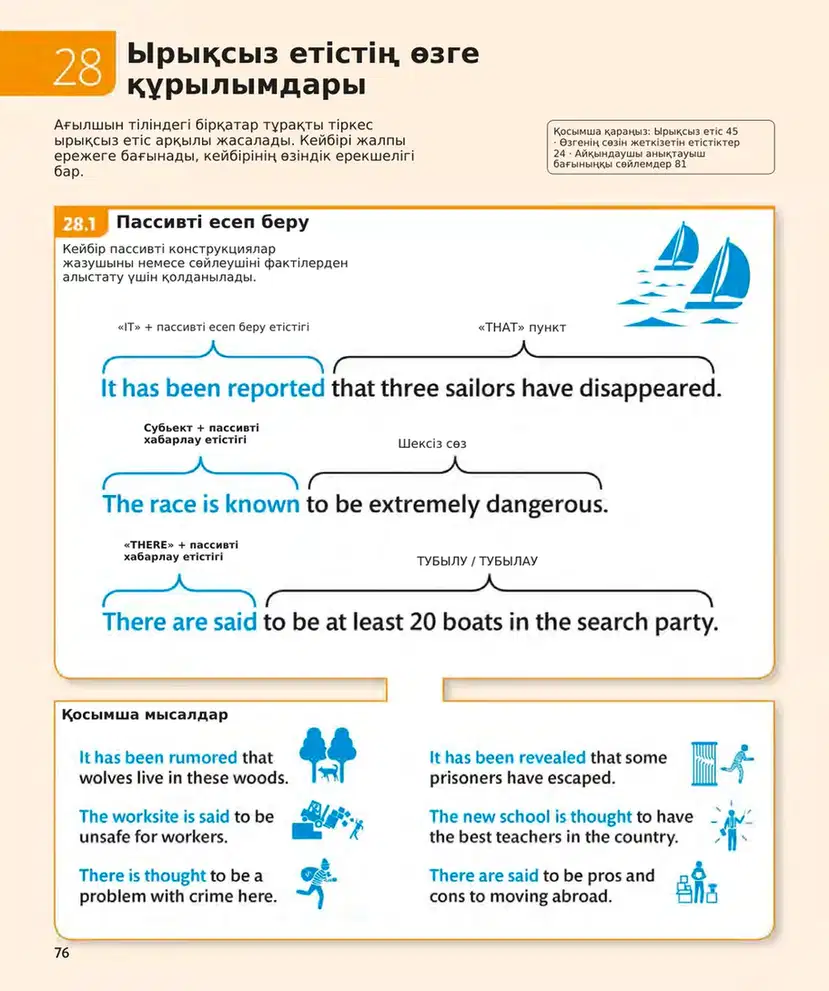 28
Ырықсыз етістің өзге
құрылымдары
Ағылшын тіліндегі бірқатар тұрақты тіркес
ырықсыз етіс арқылы жасалады. Кейбірі жалпы
ережеге бағынады, кейбірінің өзіндік ерекшелігі
бар.
Қосымша қараңыз: Ырықсыз етіс 45
· Өзгенің сөзін жеткізетін етістіктер
24 · Айқындаушы анықтауыш
бағыныңқы сөйлемдер 81
28.1 Пассивті есеп беру
Кейбір пассивті конструкциялар
жазушыны немесе сөйлеушіні фактілерден
алыстату үшін қолданылады.
«IT» + пассивті есеп беру етістігі
«THAT» пункт
It has been reported that three sailors have disappeared.
Субьект + пассивті
хабарлау етістігі
Шексіз сөз
The race is known to be extremely dangerous.
«THERE» + пассивті
хабарлау етістігі
ТУБЫЛУ / ТУБЫЛАУ
There are said to be at least 20 boats in the search party.
Қосымша мысалдар
It has been rumored that
wolves live in these woods.
The worksite is said to be
unsafe for workers.
There is thought to be a
problem with crime here.
It has been revealed that some
prisoners have escaped.
The new school is thought to have
the best teachers in the country.
There are said to be pros and
cons to moving abroad.
76